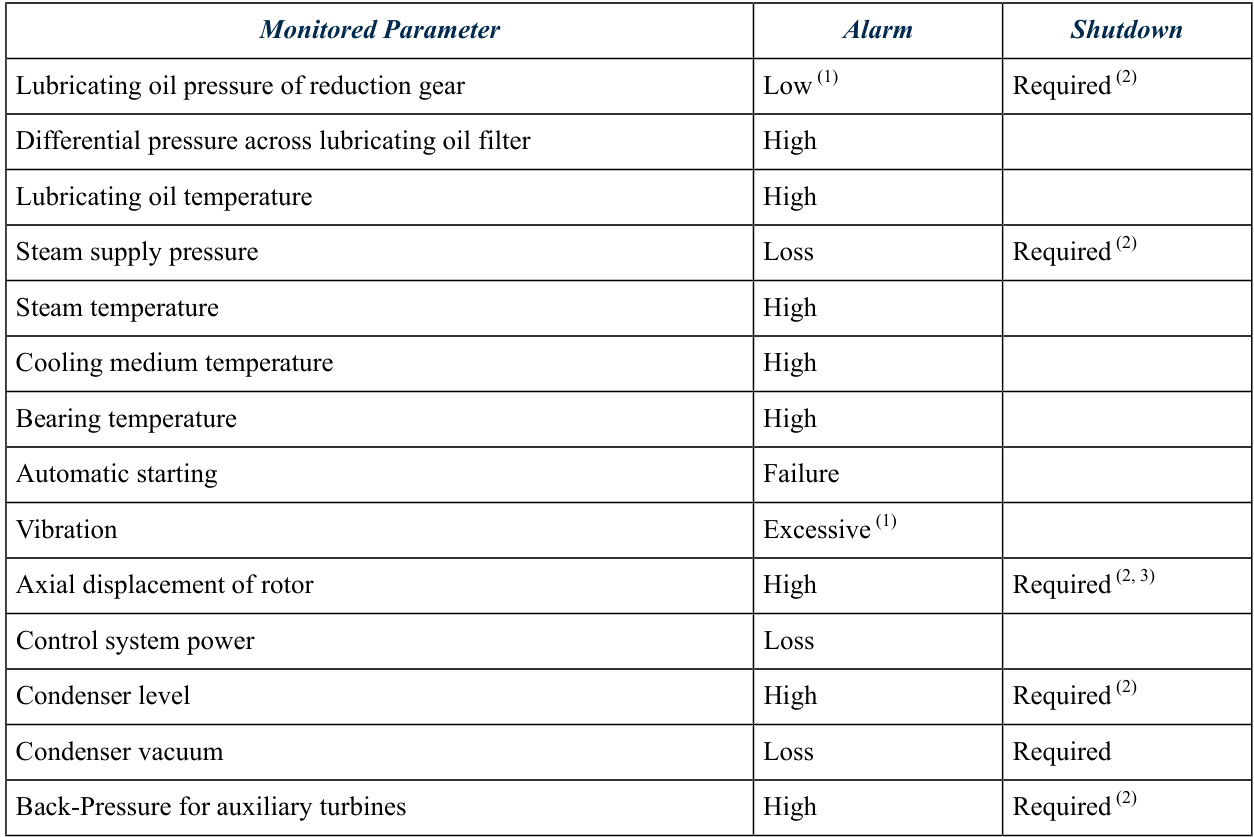 Monitored Parameter Alarm Shutdown
Lubricating oil pressure of reduction gear Low (1) Required (2)
Differential pressure across lubricating oil filter High
Lubricating oil temperature High
Steam supply pressure Loss Required (2)
Steam temperature High
Cooling medium temperature High
Bearing temperature High
Automatic starting Failure
Vibration Excessive (1)
Axial displacement of rotor High Required (2, 3)
Control system power Loss
Condenser level High Required (2)
Condenser vacuum Loss Required
Back-Pressure for auxiliary turbines High Required (2)